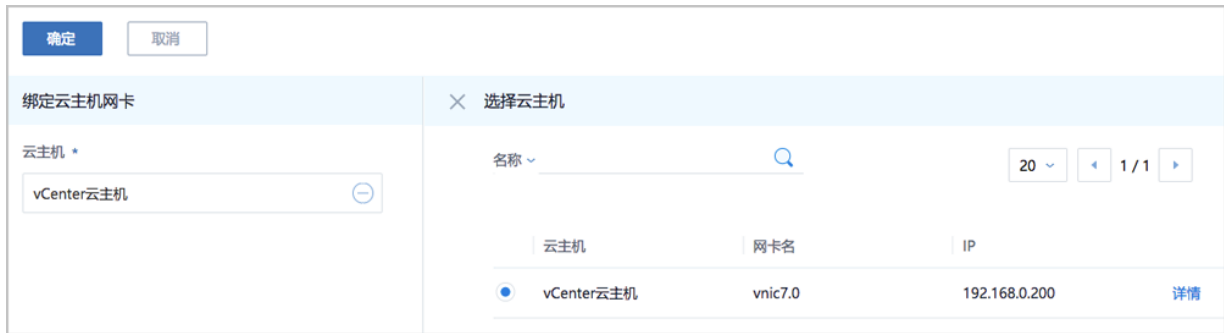 确定 取消
绑定云主机网卡
云主机 *
vCenter云主机
选择云主机
名称
20 1 / 1
云主机 网卡名 IP
vCenter云主机 vnic7.0 192.168.0.200 详情